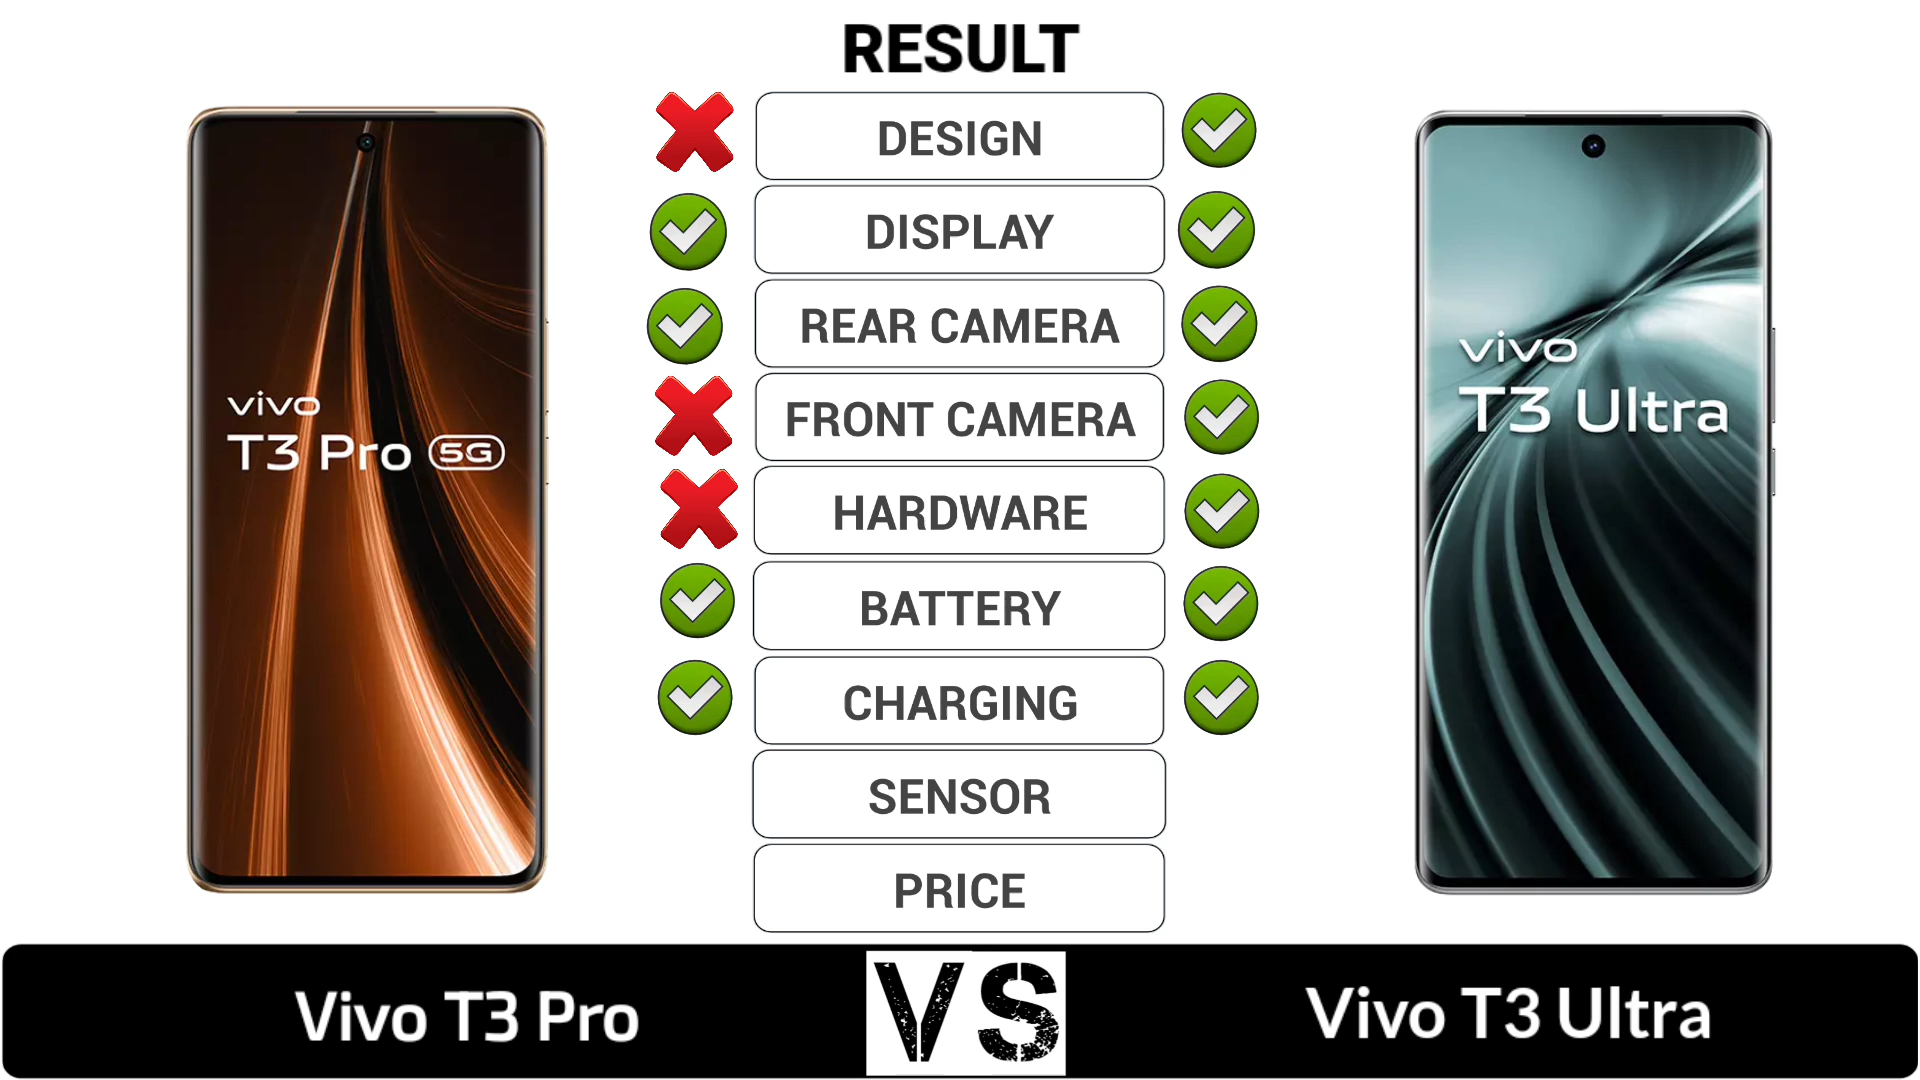 RESULT
DESIGN
DISPLAY
REAR CAMERA
FRONT CAMERA
HARDWARE
BATTERY
CHARGING
SENSOR
PRICE
vivo
T3 Pro 5G
vivo
T3 Ultra
Vivo T3 Pro
VS
Vivo T3 Ultra